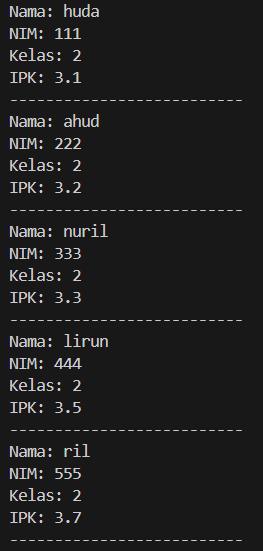 Nama: huda
NIM: 111
Kelas: 2
IPK: 3.1
--------------------------
Nama: ahud
NIM: 222
Kelas: 2
IPK: 3.2
--------------------------
Nama: nuril
NIM: 333
Kelas: 2
IPK: 3.3
--------------------------
Nama: lirun
NIM: 444
Kelas: 2
IPK: 3.5
--------------------------
Nama: ril
NIM: 555
Kelas: 2
IPK: 3.7
--------------------------